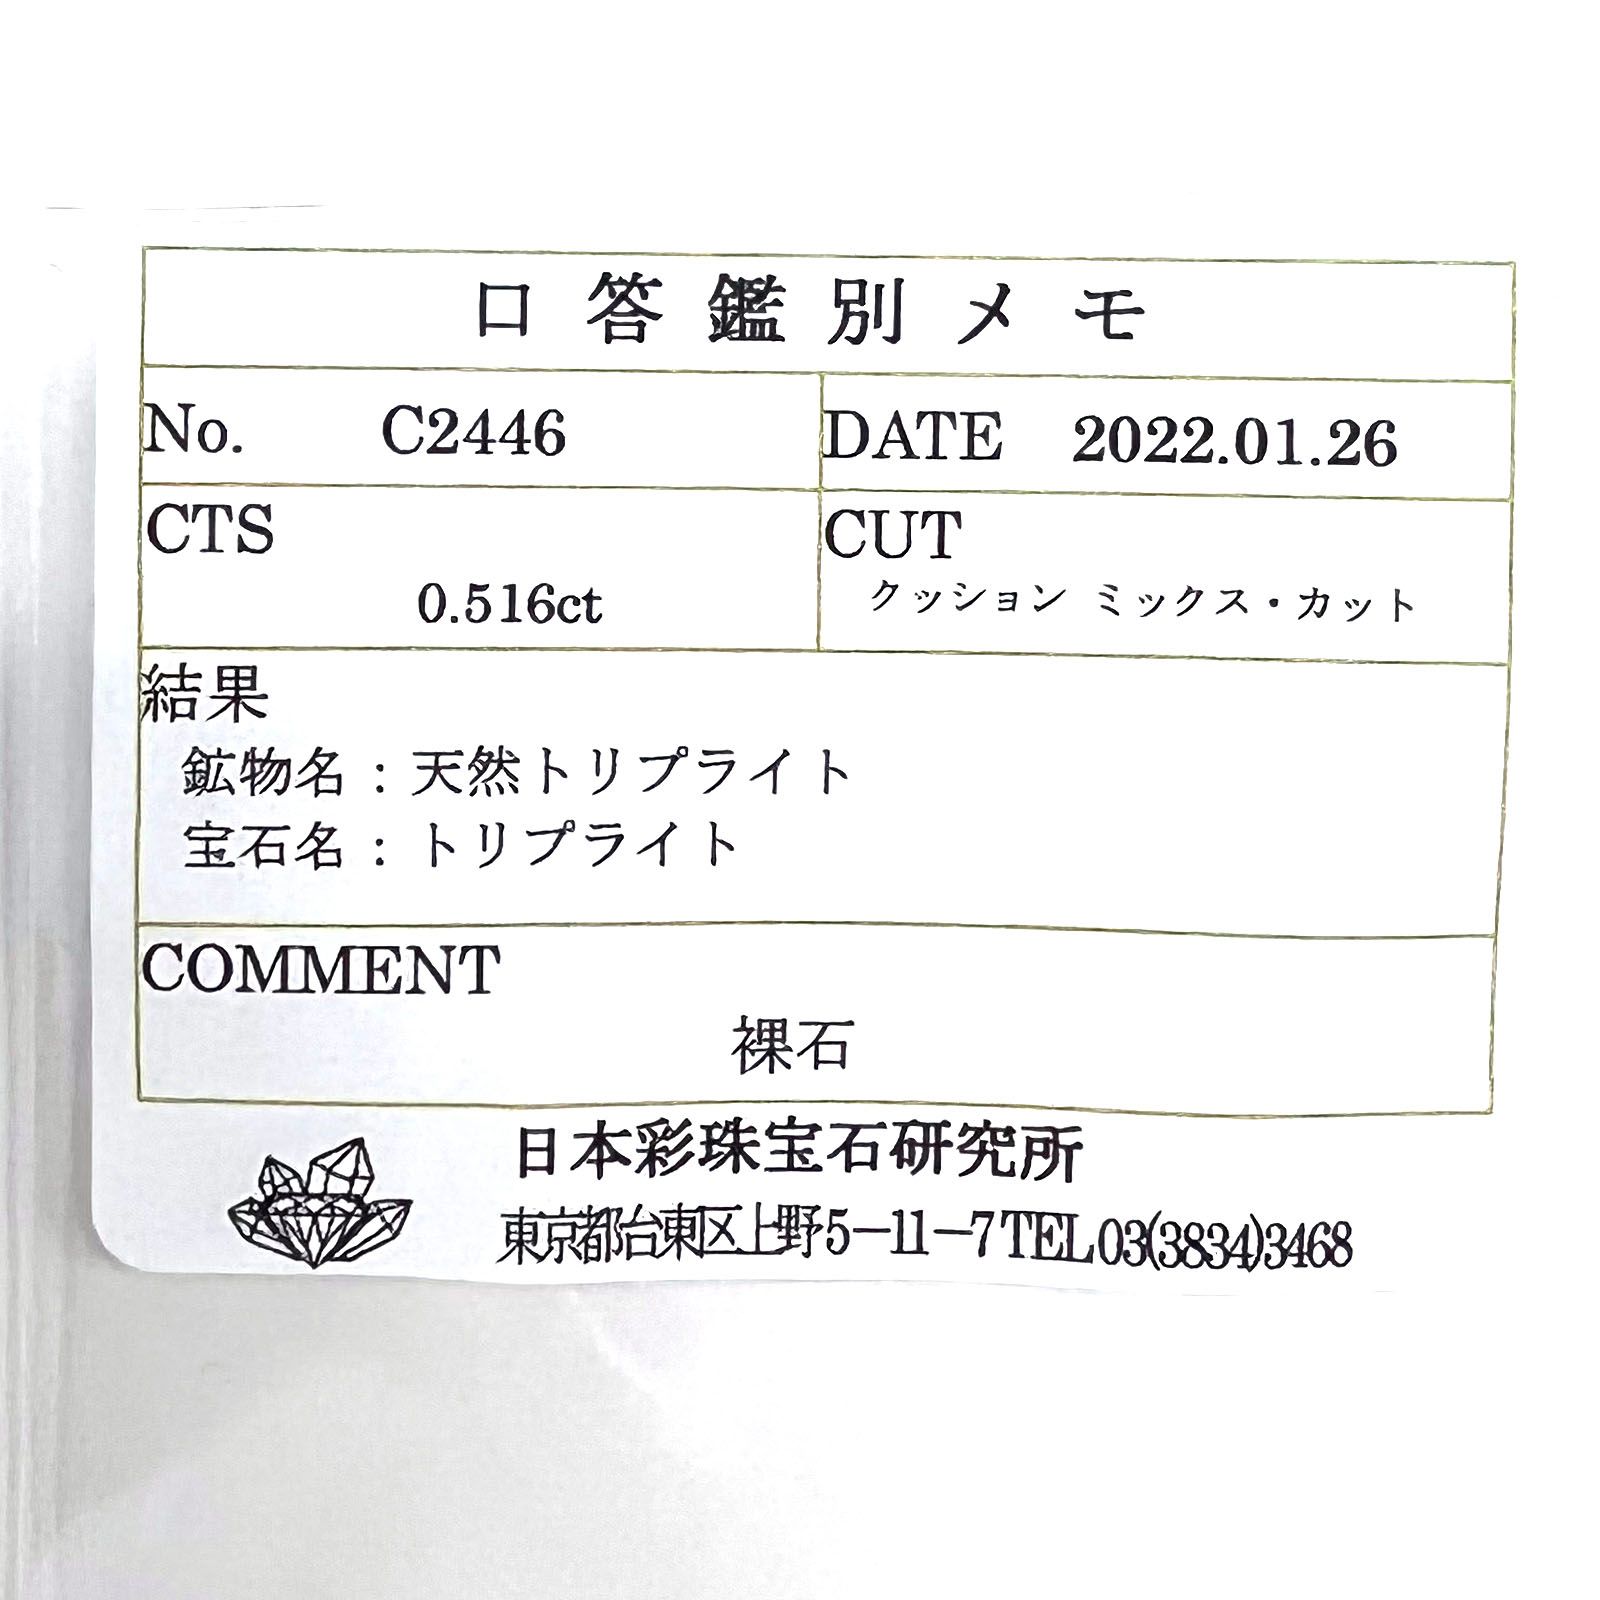 口答鑑別メモ
No. C2446
DATE 2022.01.26
CTS
0.516ct
CUT
クッション ミックス・カット
結果
鉱物名：天然トリプライト
宝石名：トリプライト
COMMENT
裸石
日本彩珠宝石研究所
東京都台東区上野5－11－7 TEL 03(3834)3468